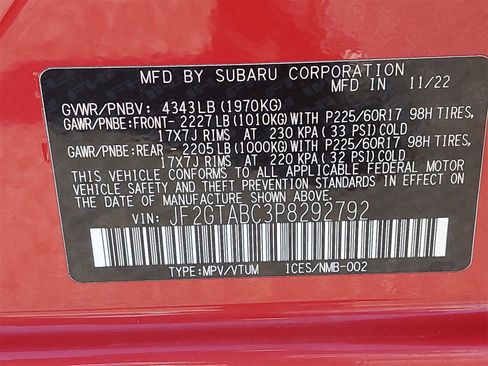 MFD BY SUBARU CORPORATION 11/22
GVWR/PNBV: 4343LB (1970KG)
GAWR/PNBE:FRONT- 2227LB (1010KG) WITH P225/60R17 98H TIRES,
17X7J RIMS AT 230 KPA (33 PSI)COLD
GAWR/PNBE:REAR - 2205LB (1000KG) WITH P225/60R17 98H TIRES,
17X7J RIMS AT 220 KPA (32 PSI)COLD
THIS VEHICLE CONFORMS TO ALL APPLICABLE FEDERAL MOTOR
VEHICLE SAFETY AND THEFT PREVENTION STANDARDS IN EFFECT ON
THE DATE OF MANUFACTURE SHOWN ABOVE.
VIN: JF2GTABC3P8292792
TYPE:MPV/VTUM ICES/NMB-002